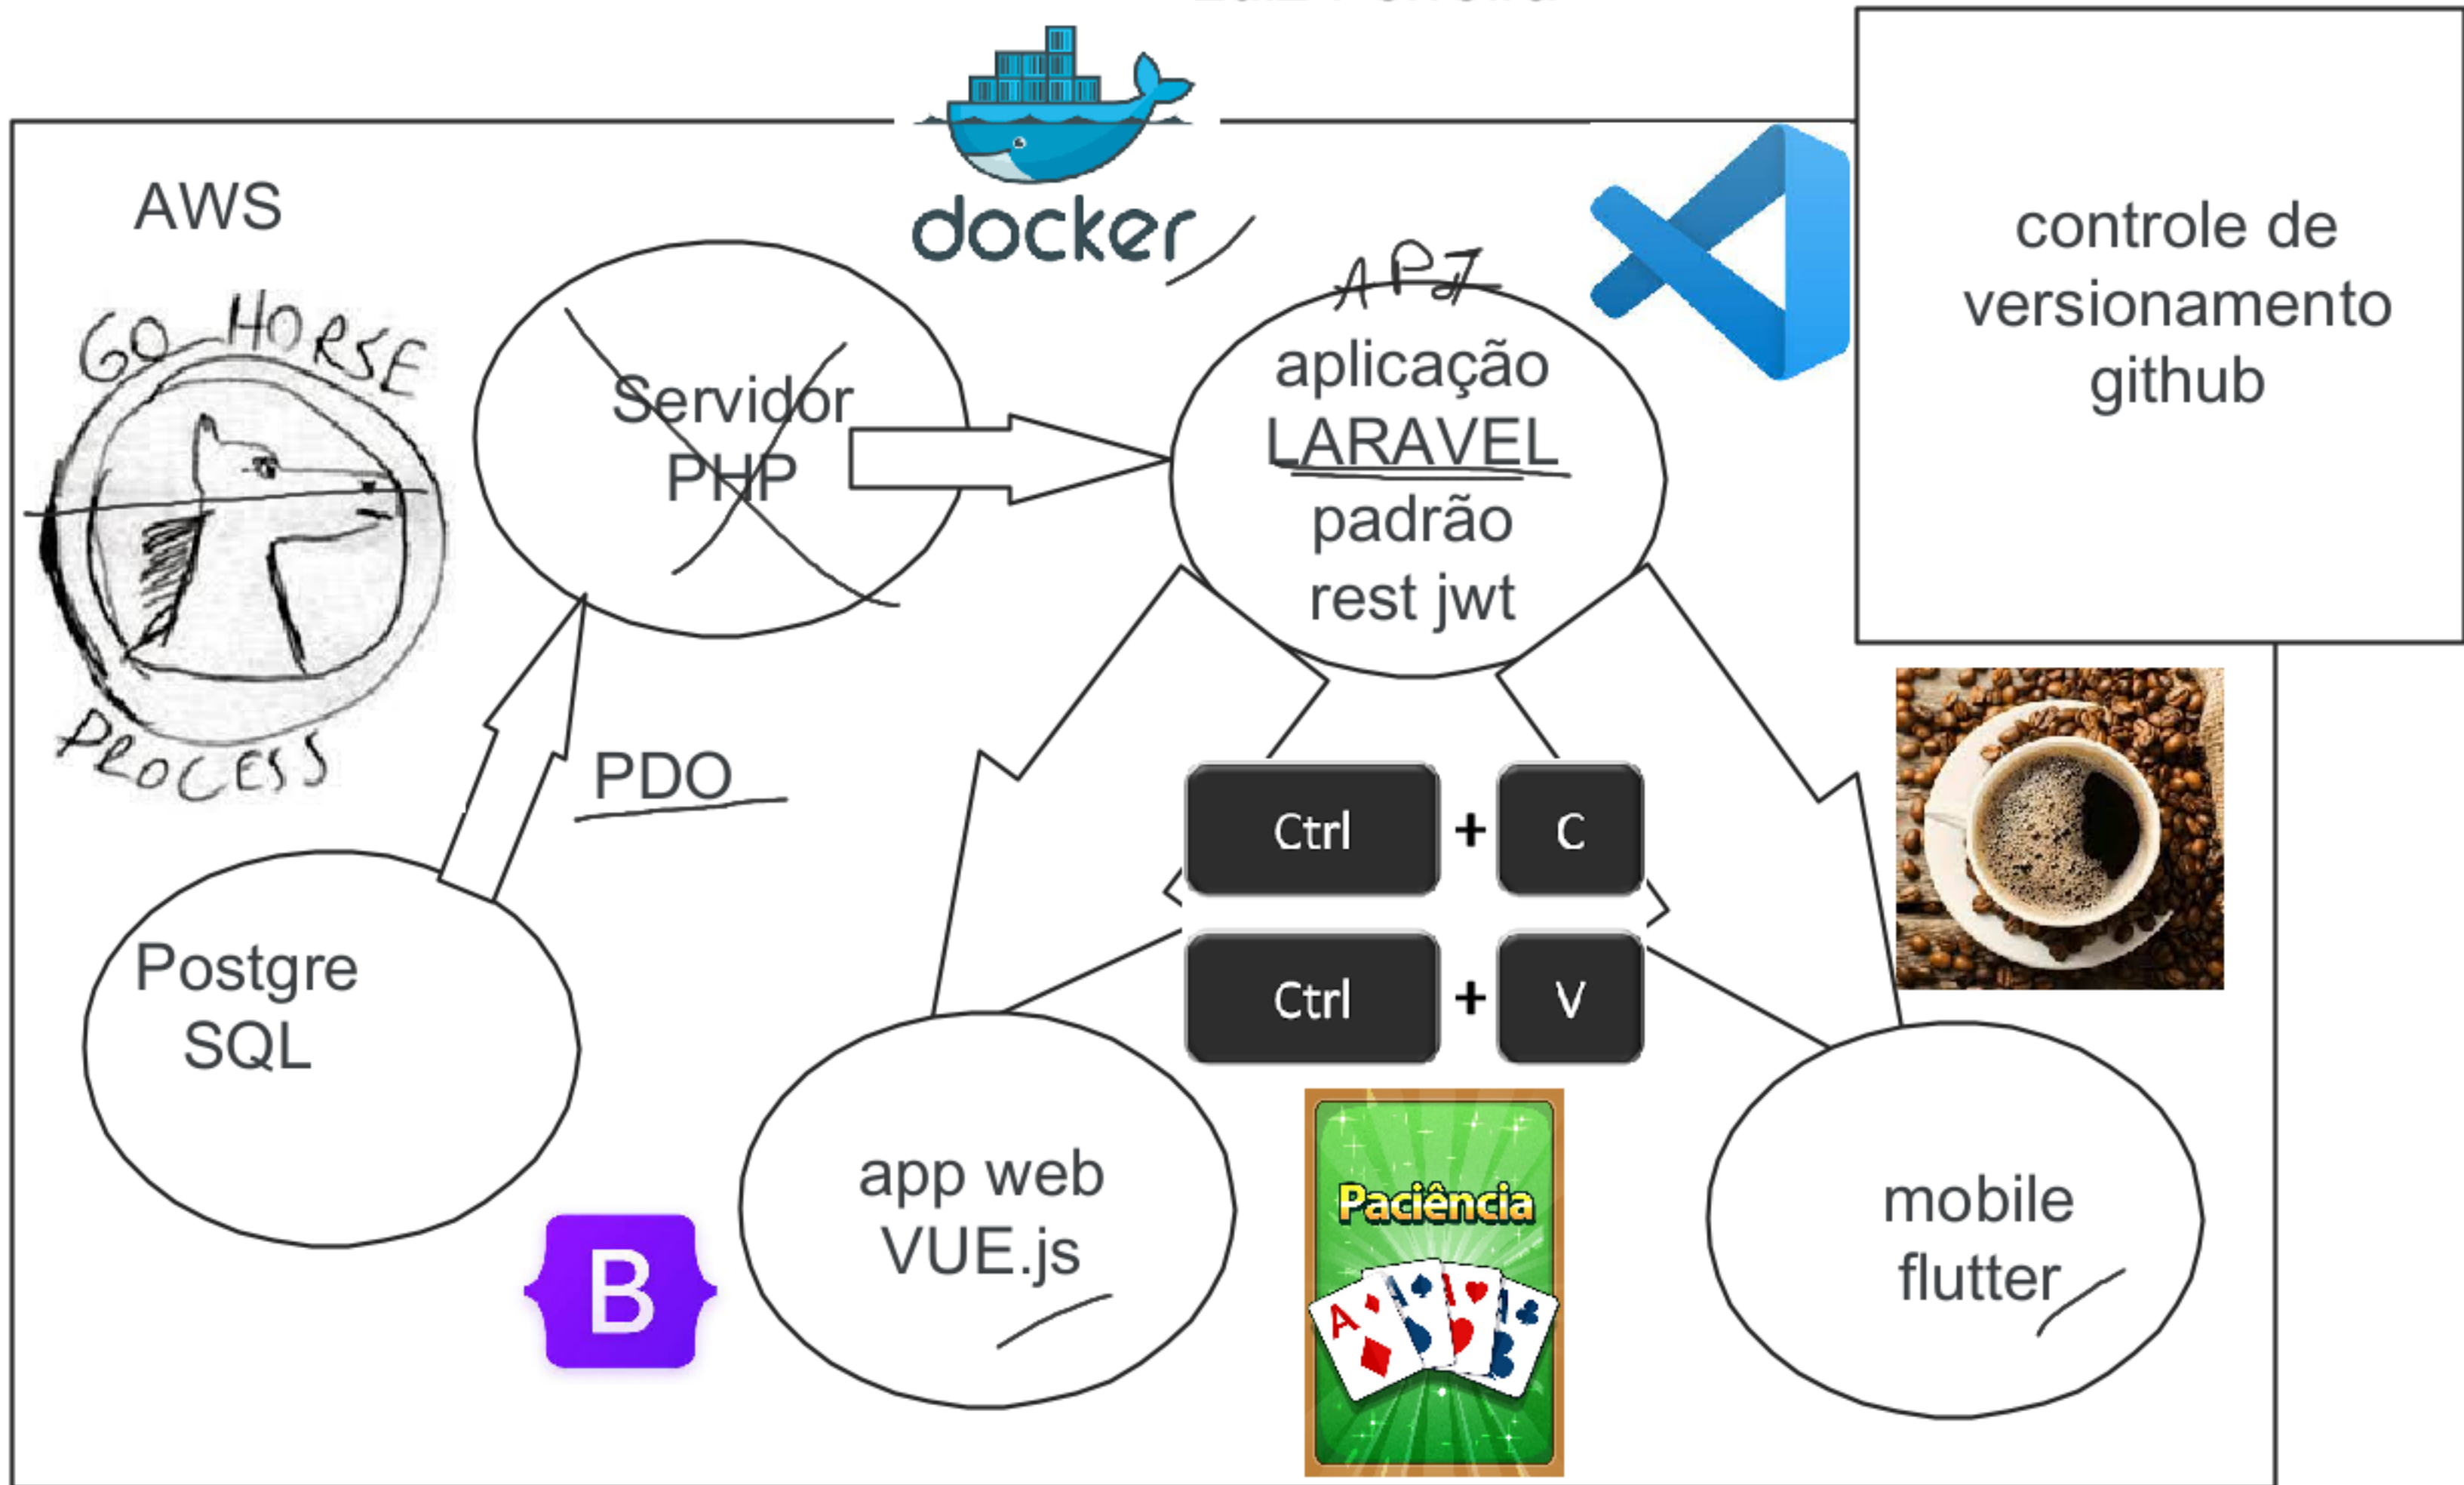 docker
AWS
GO HORSE
PROCESS
Servidor
PHP
API
aplicação
LARAVEL
padrão
rest jwt
controle de
versionamento
github
PDO
Postgre
SQL
Ctrl + C
Ctrl + V
B
app web
VUE.js
Paciência
A
mobile
flutter